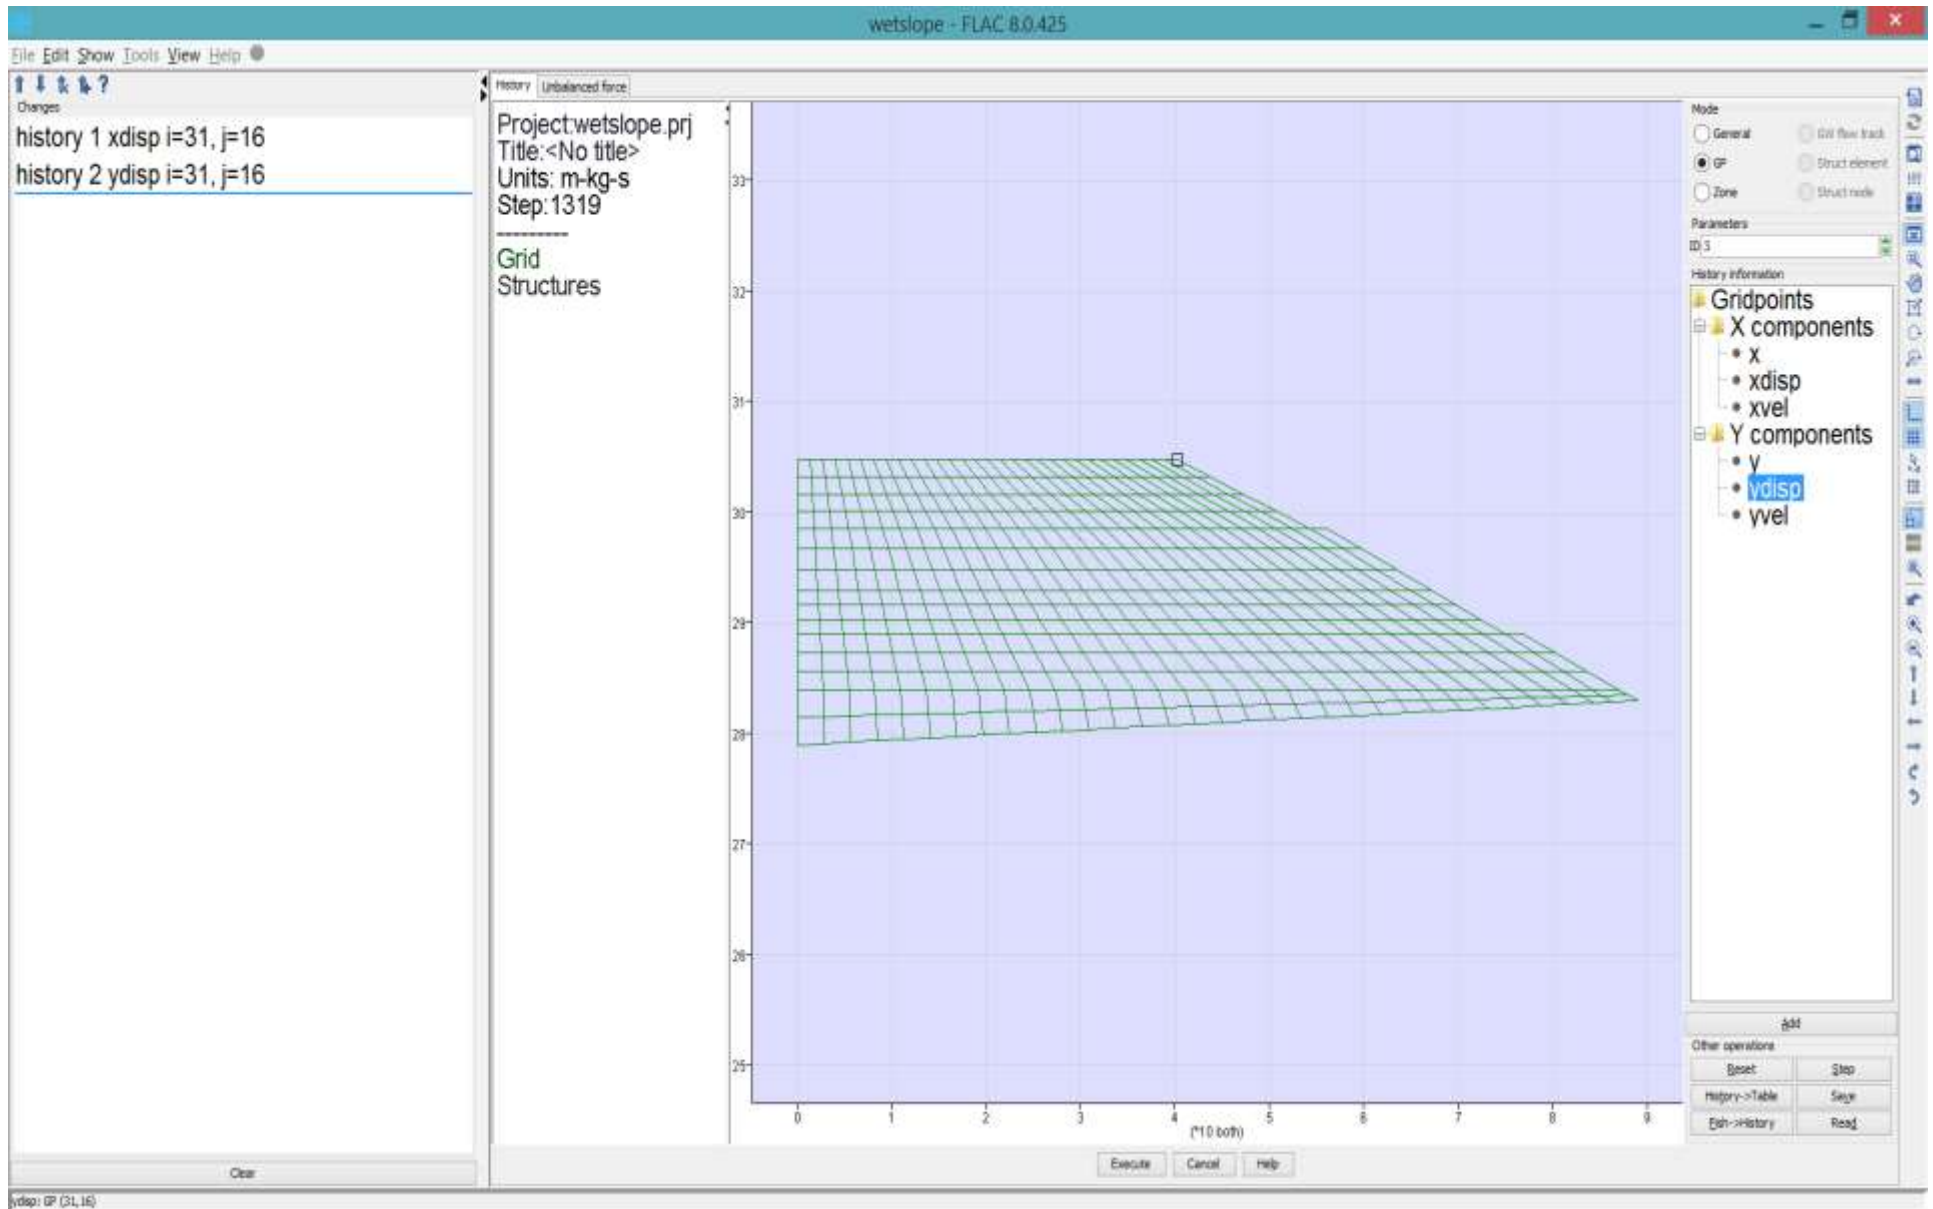 wetslope - FLAC 8.0.425
File Edit Show Tools View Help
?
Changes
history 1 xdisp i=31, j=16
history 2 ydisp i=31, j=16
Clear
ydisp: GP (31,16)
History Unbalanced force
Project:wetslope.prj
Title:<No title>
Units: m-kg-s
Step:1319
---------
Grid
Structures
33
32
31
30
29
28
27
26
25
0 1 2 3 4 5 6 7 8 9
(*10 both)
Execute Cancel Help
Mode
General GW flow track
GP Struct element
Zone Struct node
Parameters
ID 3
History information
Gridpoints
X components
x
xdisp
xvel
Y components
y
ydisp
yvel
Add
Other operations
Reset Step
History->Table Save
Fish->History Read